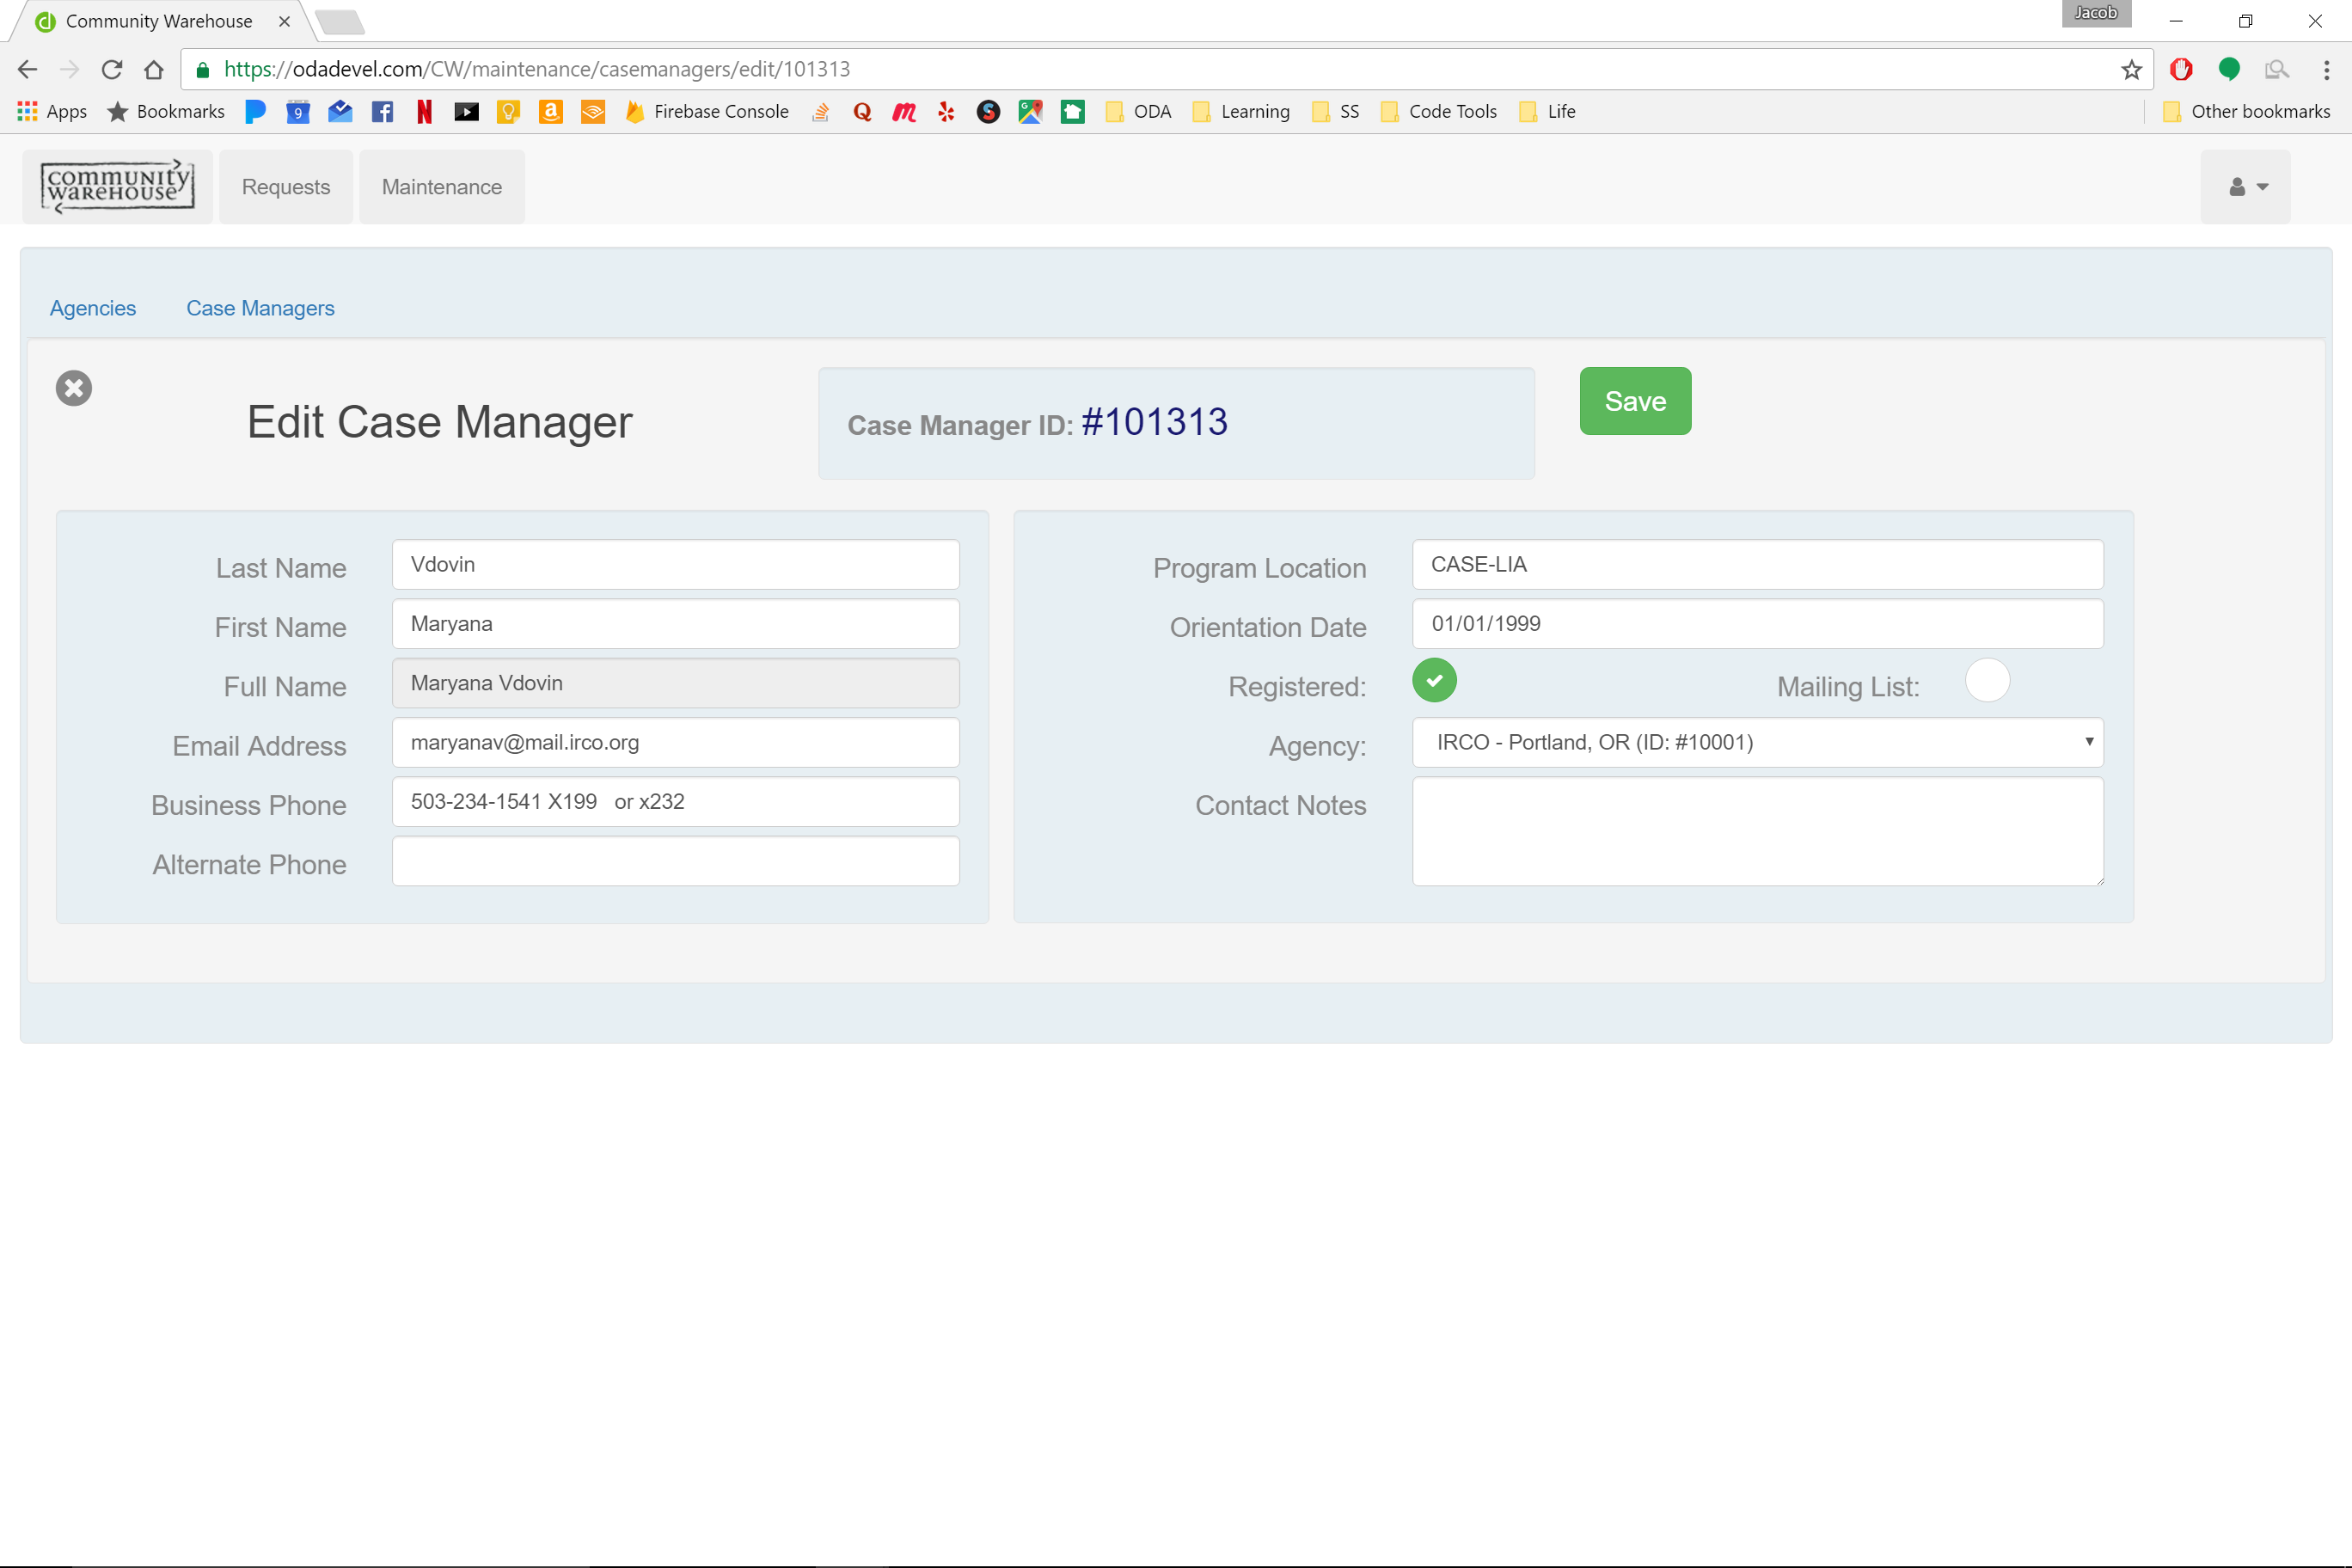 Community Warehouse
Jacob
https://odadevel.com/CW/maintenance/casemanagers/edit/101313
Apps Bookmarks 9 Firebase Console ODA Learning SS Code Tools Life Other bookmarks
COMMUNITY WAREHOUSE Requests Maintenance
Agencies Case Managers
Edit Case Manager
Case Manager ID: #101313
Save
Last Name Vdovin
First Name Maryana
Full Name Maryana Vdovin
Email Address maryanav@mail.irco.org
Business Phone 503-234-1541 X199 or x232
Alternate Phone
Program Location CASE-LIA
Orientation Date 01/01/1999
Registered: Mailing List:
Agency: IRCO - Portland, OR (ID: #10001)
Contact Notes